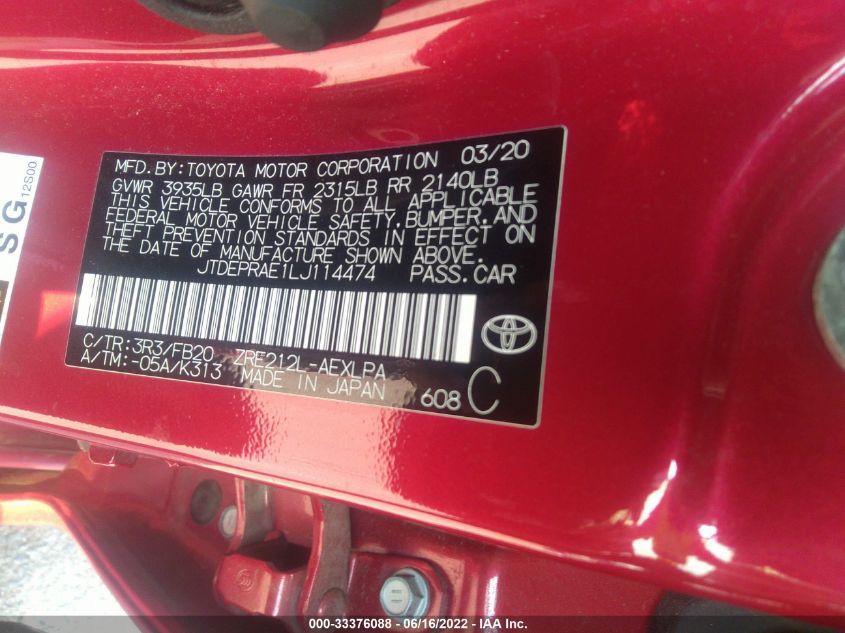 MFD.BY:TOYOTA MOTOR CORPORATION 03/20
GVWR 3935LB GAWR FR 2315LB RR 2140LB
THIS VEHICLE CONFORMS TO ALL APPLICABLE
FEDERAL MOTOR VEHICLE SAFETY, BUMPER, AND
THEFT PREVENTION STANDARDS IN EFFECT ON
THE DATE OF MANUFACTURE SHOWN ABOVE.
JTDEPRAE1LJ114474 PASS.CAR
C/TR:3R3/FB20 ZRE212L-AEXLPA
A/TM:-05A/K313 MADE IN JAPAN
608 C
SG
12S00
000-33376088 - 06/16/2022 - IAA Inc.